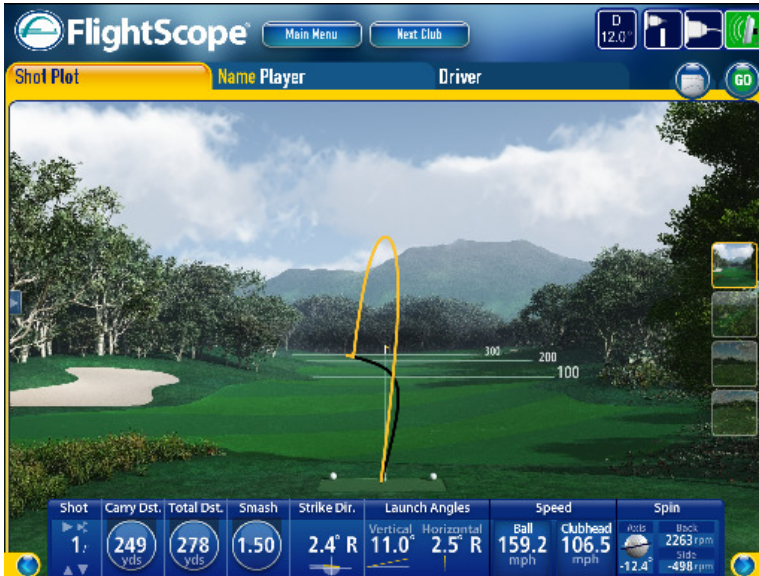 FlightScope®
Main Menu
Next Club
D
12.0°
Shot Plot
Name Player
Driver
GO
300
200
100
Shot
Carry Dst.
Total Dst.
Smash
Strike Dir.
Launch Angles
Speed
Spin
1
249
yds
278
yds
1.50
2.4° R
Vertical
11.0°
Horizontal
2.5° R
Ball
159.2
mph
Clubhead
106.5
mph
Axis
-12.4°
Back
2263 rpm
Side
-498 rpm